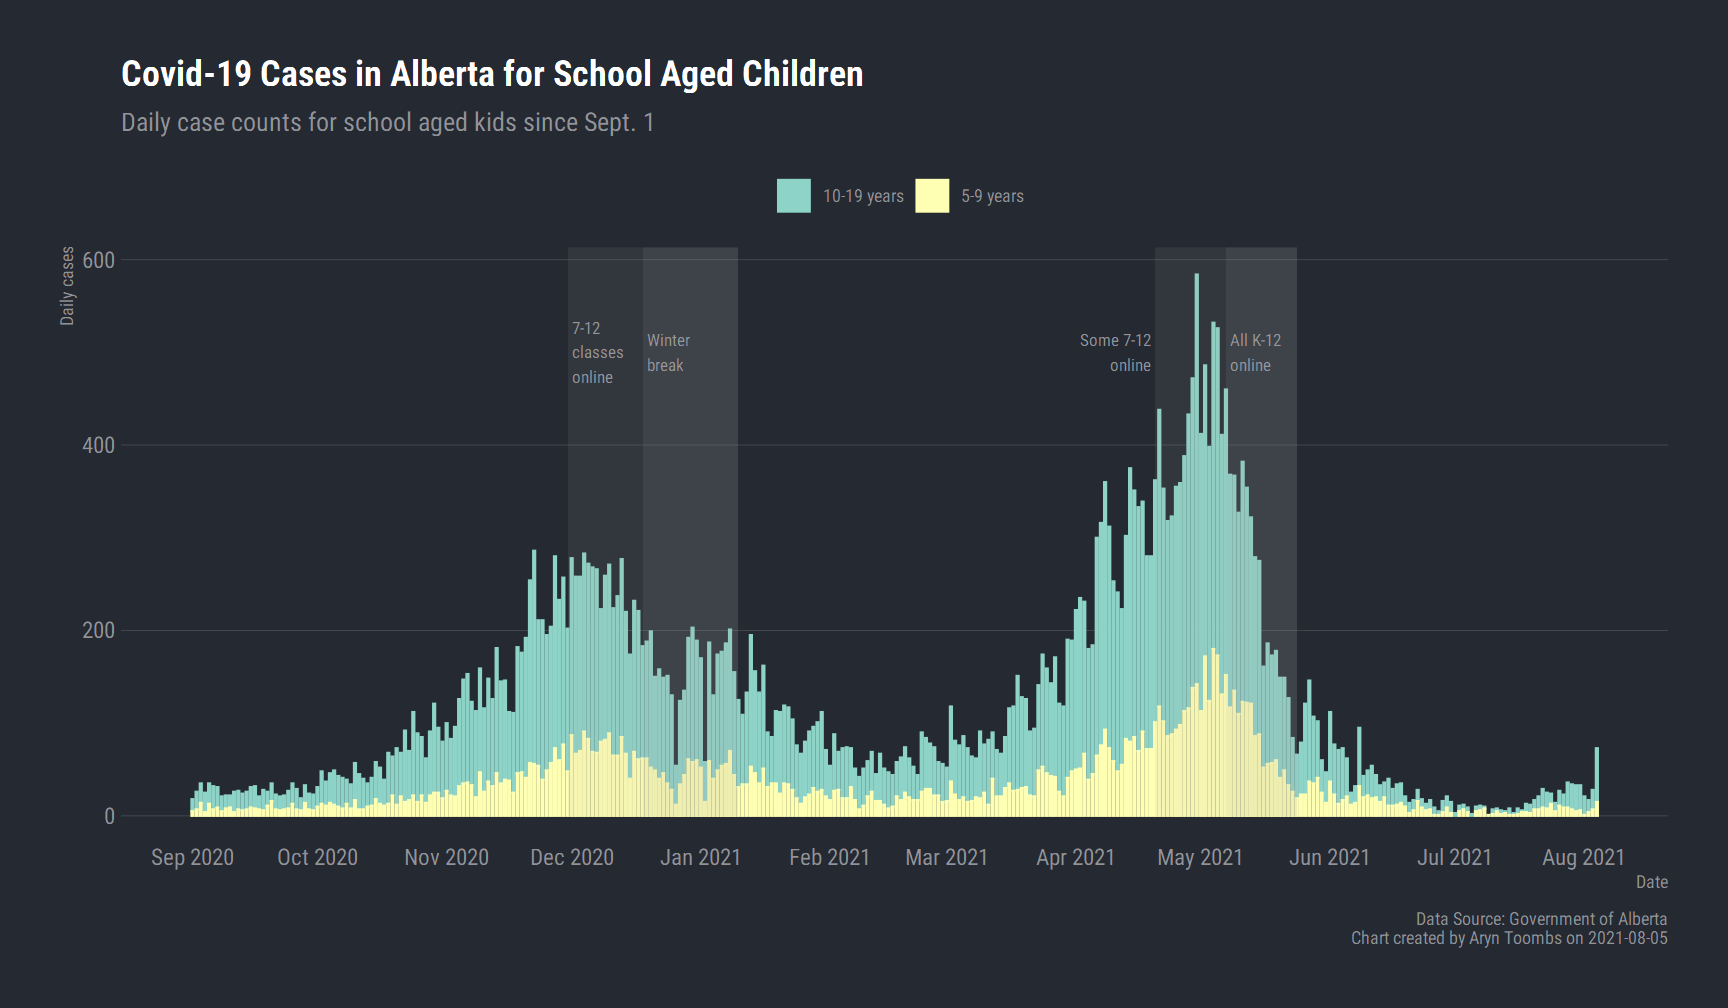 Covid-19 Cases in Alberta for School Aged Children
Daily case counts for school aged kids since Sept. 1
10-19 years
5-9 years
Daily cases
600
400
200
0
7-12
classes
online
Winter
break
Some 7-12
online
All K-12
online
Sep 2020
Oct 2020
Nov 2020
Dec 2020
Jan 2021
Feb 2021
Mar 2021
Apr 2021
May 2021
Jun 2021
Jul 2021
Aug 2021
Date
Data Source: Government of Alberta
Chart created by Aryn Toombs on 2021-08-05